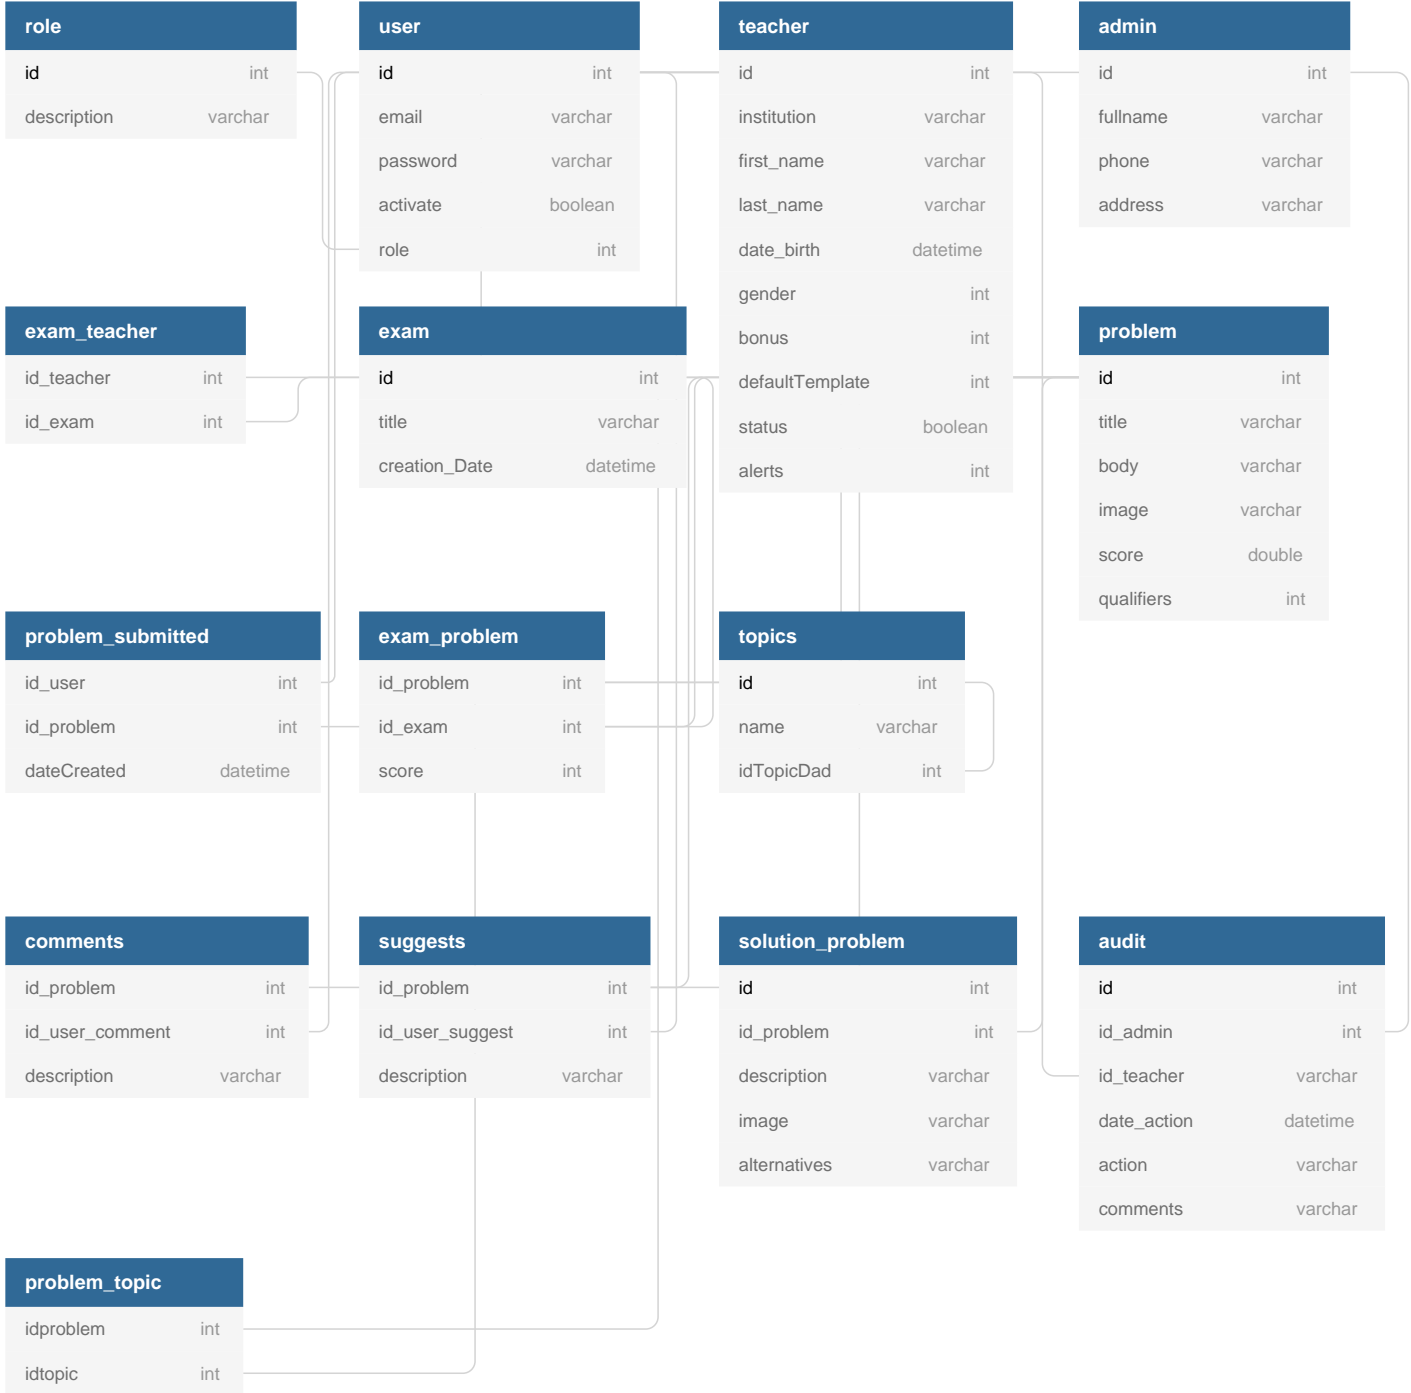 role
id int
description varchar
user
id int
email varchar
password varchar
activate boolean
role int
teacher
id int
institution varchar
first_name varchar
last_name varchar
date_birth datetime
gender int
bonus int
defaultTemplate int
status boolean
alerts int
admin
id int
fullname varchar
phone varchar
address varchar
exam_teacher
id_teacher int
id_exam int
exam
id int
title varchar
creation_Date datetime
problem
id int
title varchar
body varchar
image varchar
score double
qualifiers int
problem_submitted
id_user int
id_problem int
dateCreated datetime
exam_problem
id_problem int
id_exam int
score int
topics
id int
name varchar
idTopicDad int
comments
id_problem int
id_user_comment int
description varchar
suggests
id_problem int
id_user_suggest int
description varchar
solution_problem
id int
id_problem int
description varchar
image varchar
alternatives varchar
audit
id int
id_admin int
id_teacher varchar
date_action datetime
action varchar
comments varchar
problem_topic
idproblem int
idtopic int